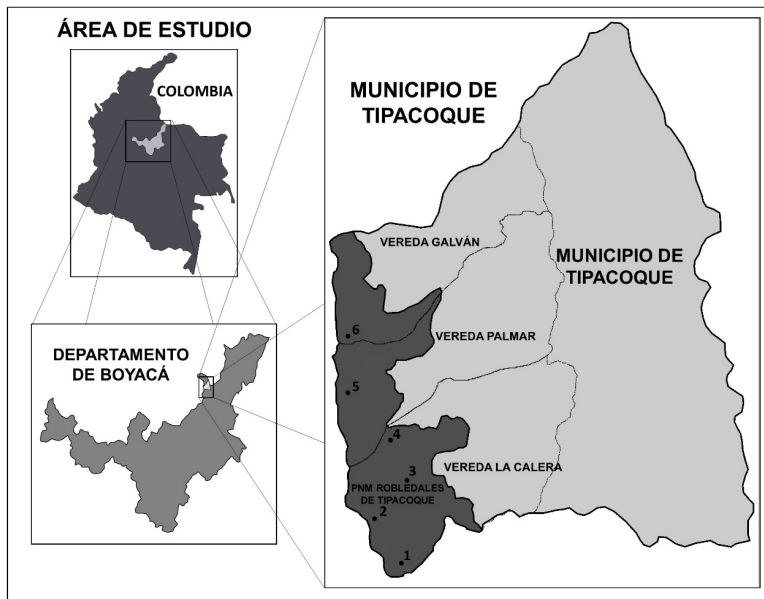 ÁREA DE ESTUDIO
COLOMBIA
DEPARTAMENTO
DE BOYACÁ
MUNICIPIO DE
TIPACOQUE
VEREDA GALVÁN
MUNICIPIO DE
TIPACOQUE
6
VEREDA PALMAR
5
4
VEREDA LA CALERA
3
PNM ROBLEDALES
DE TIPACOQUE
2
1